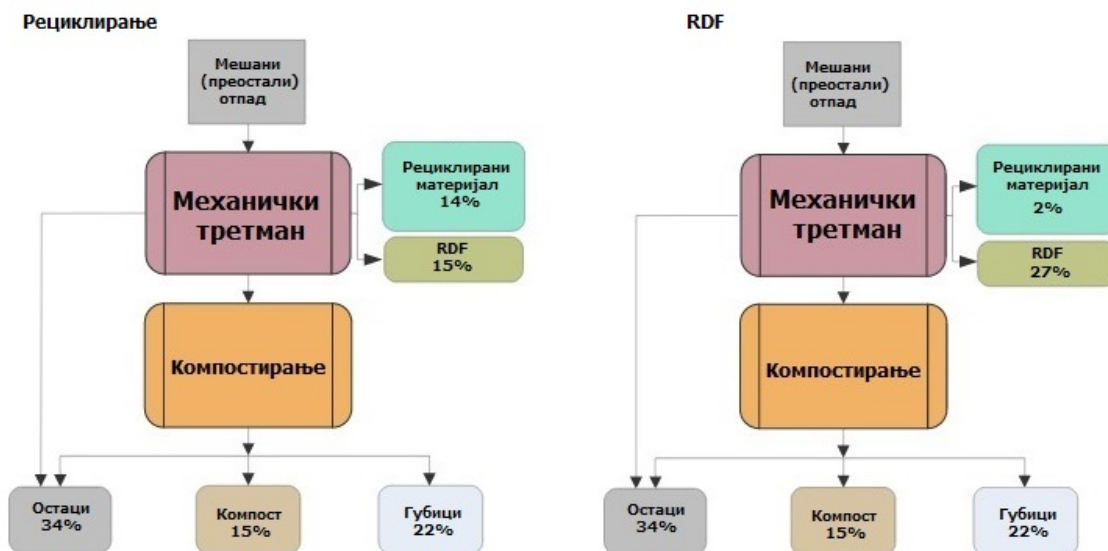 Рециклирање
Мешани
(преостали)
отпад
Механички
третман
Рециклирани
материјал
14%
RDF
15%
Компостирање
Остаци
34%
Компост
15%
Губици
22%
RDF
Мешани
(преостали)
отпад
Механички
третман
Рециклирани
материјал
2%
RDF
27%
Компостирање
Остаци
34%
Компост
15%
Губици
22%